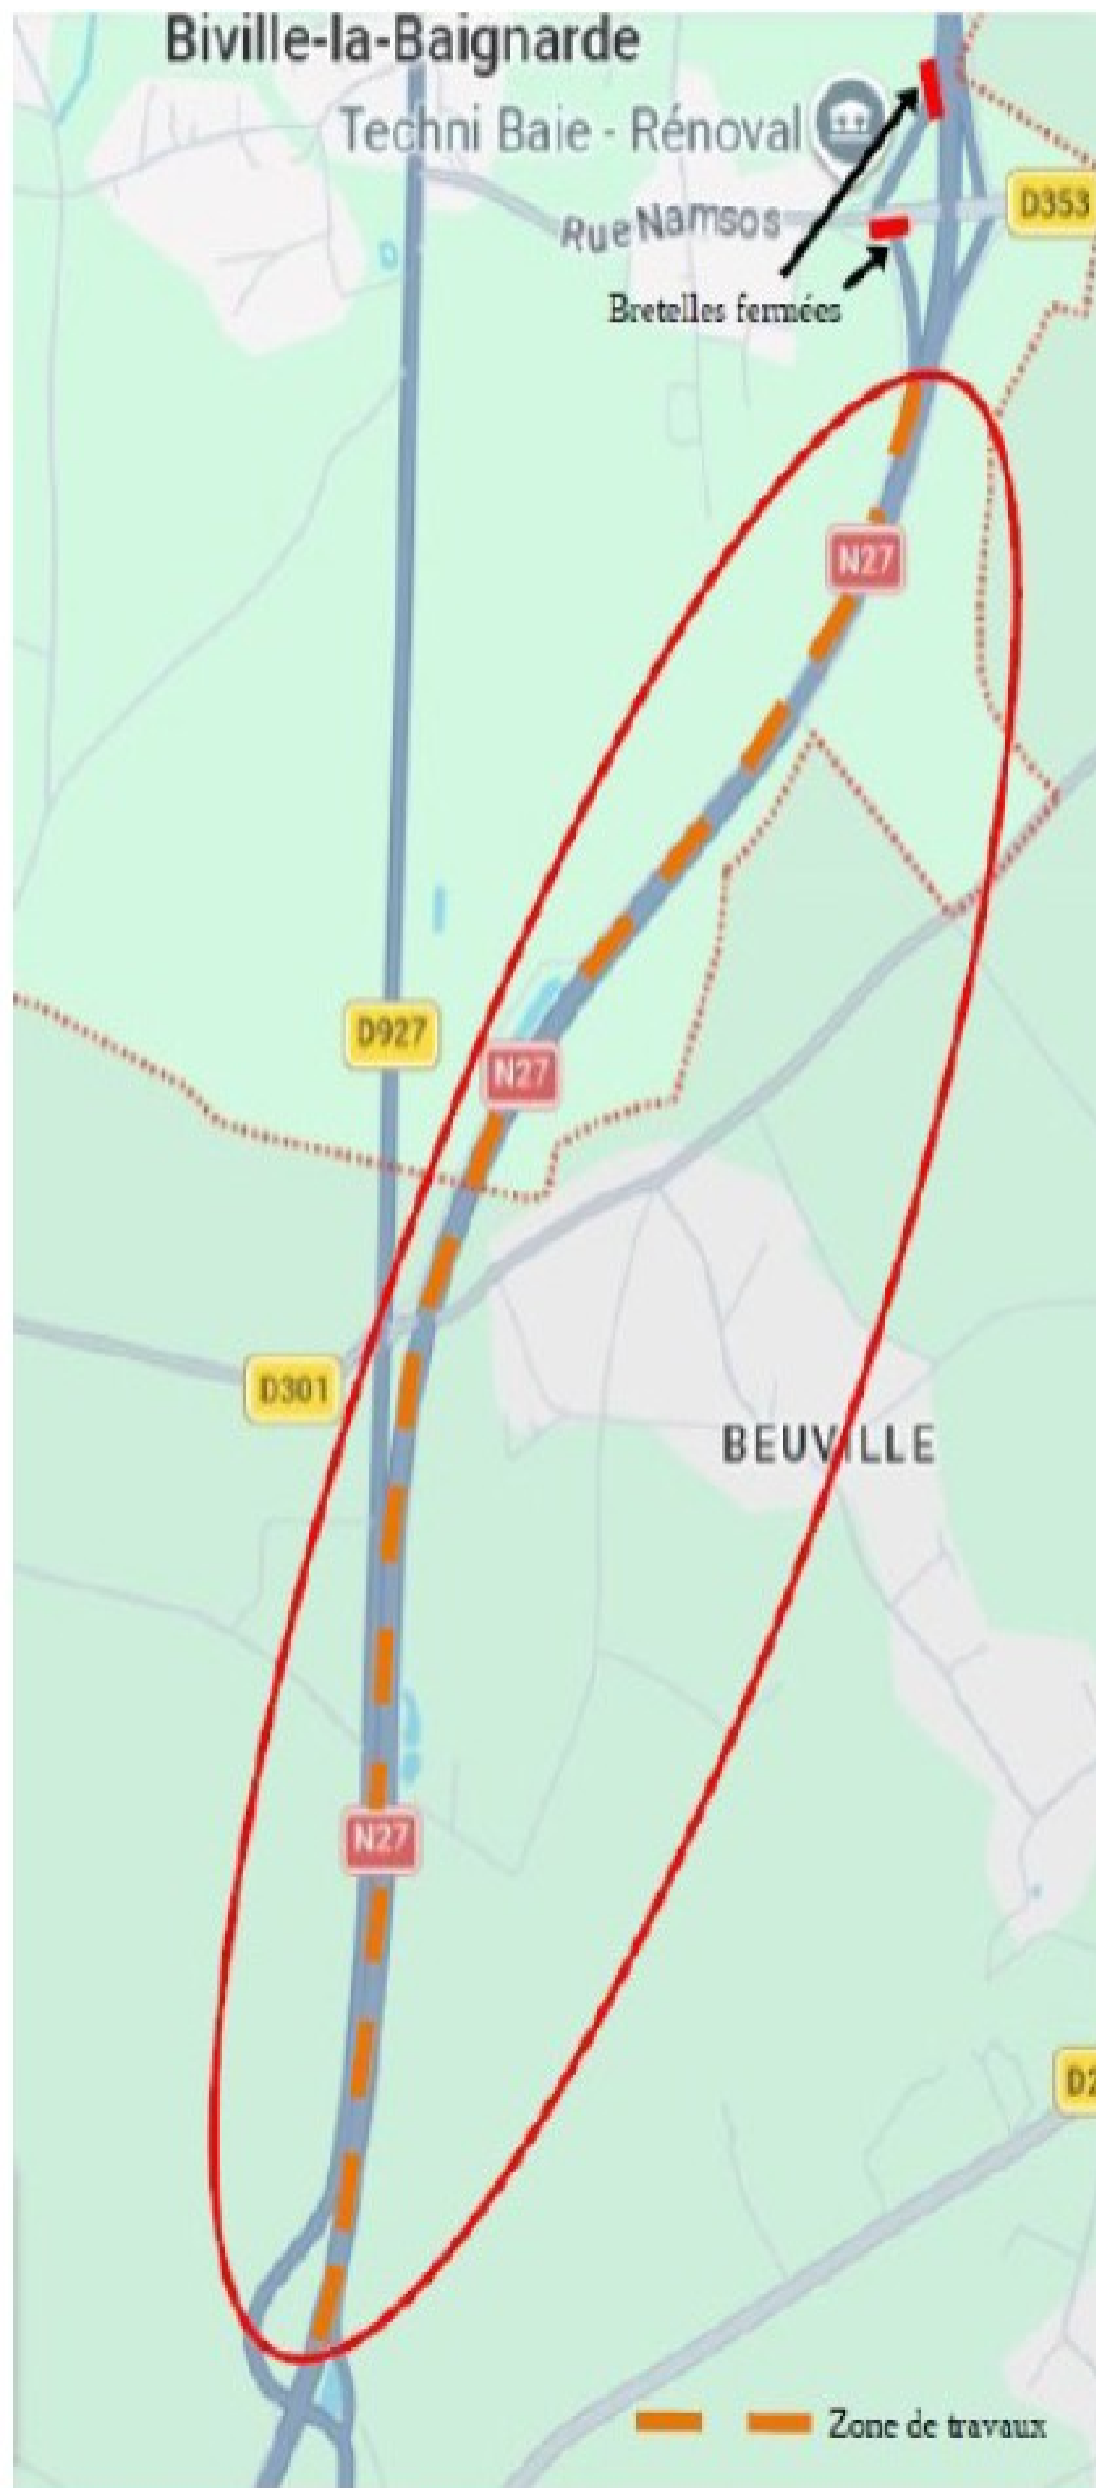 Biville-la-Baignarde
Techni Baie - Rénoval
D353
Rue Namsos
Bretelles fermées
N27
D927
N27
D301
BEUVILLE
N27
D2
Zone de travaux